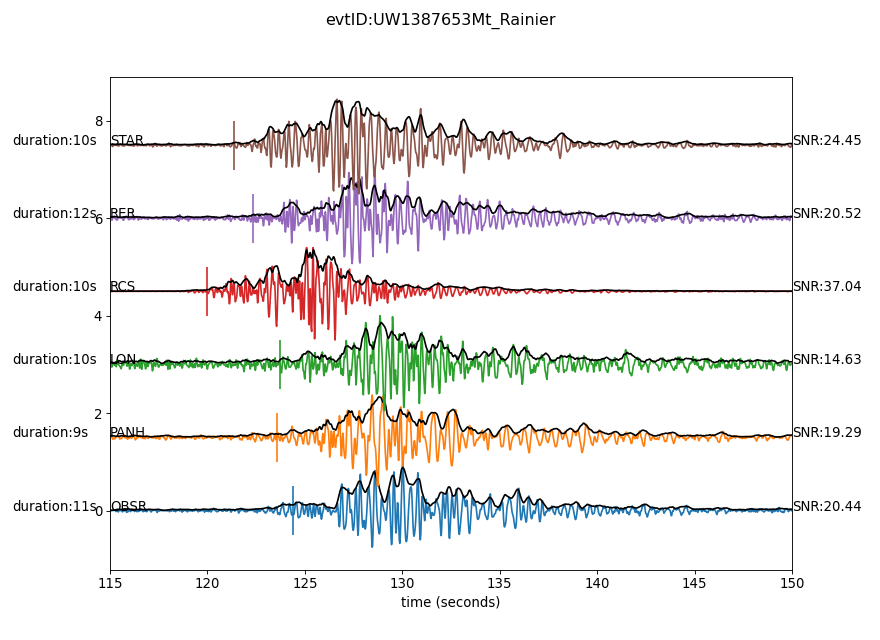 evtID:UW1387653Mt_Rainier
8
duration:10s STAR SNR:24.45
duration:12s RER SNR:20.52
6
duration:10s RCS SNR:37.04
4
duration:10s LON SNR:14.63
2
duration:9s PANH SNR:19.29
duration:11s OBSR SNR:20.44
0
115 120 125 130 135 140 145 150
time (seconds)